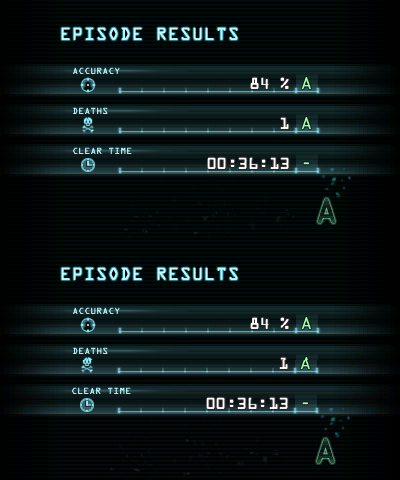 EPISODE RESULTS
ACCURACY
84 % A
DEATHS
1 A
CLEAR TIME
00:36:13 -
A
EPISODE RESULTS
ACCURACY
84 % A
DEATHS
1 A
CLEAR TIME
00:36:13 -
A